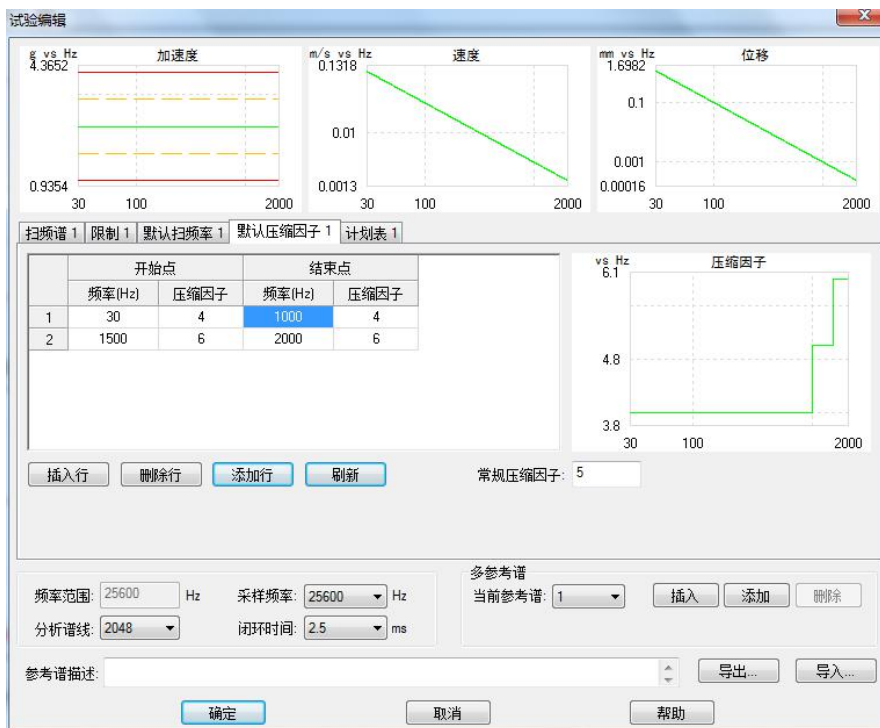 试验编辑
g vs Hz 加速度 m/s vs Hz 速度 mm vs Hz 位移
4.3652 0.1318 1.6982
0.1
0.01
0.001
0.9354 0.0013 0.00016
30 100 2000 30 100 2000 30 100 2000
扫频谱 1 限制 1 默认扫频率 1 默认压缩因子 1 计划表 1
开始点 结束点
频率(Hz) 压缩因子 频率(Hz) 压缩因子
1 30 4 1000 4
2 1500 6 2000 6
vs Hz 压缩因子
6.1
4.8
3.8
30 100 2000
插入行 删除行 添加行 刷新 常规压缩因子: 5
多参考谱
频率范围: 25600 Hz 采样频率: 25600 Hz 当前参考谱: 1 插入 添加 删除
分析谱线: 2048 闭环时间: 2.5 ms
参考谱描述: 导出... 导入...
确定 取消 帮助